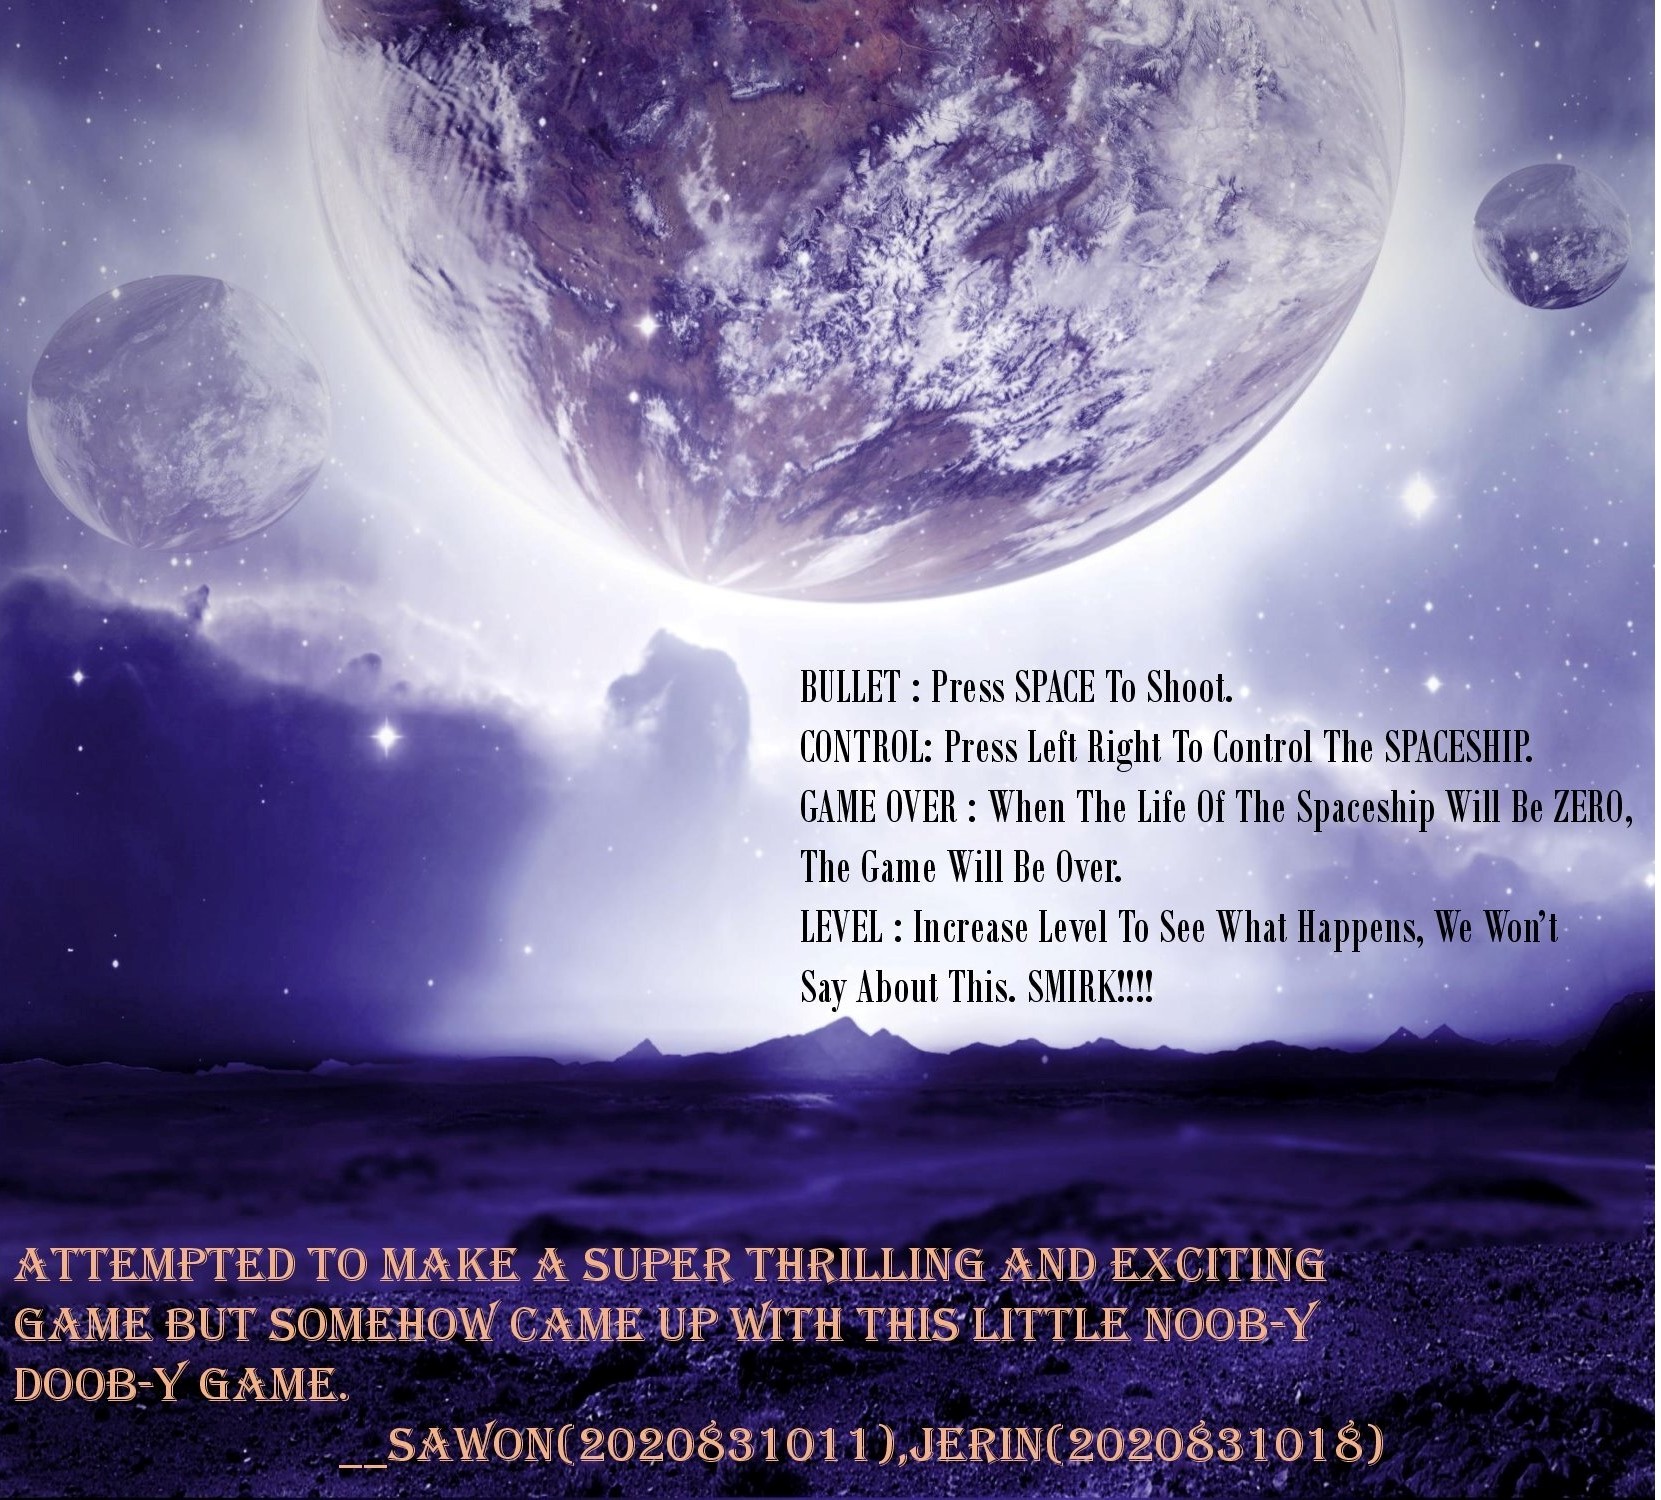 BULLET : Press SPACE To Shoot.
CONTROL: Press Left Right To Control The SPACESHIP.
GAME OVER : When The Life Of The Spaceship Will Be ZERO,
The Game Will Be Over.
LEVEL : Increase Level To See What Happens, We Won't
Say About This. SMIRK!!!!
ATTEMPTED TO MAKE A SUPER THRILLING AND EXCITING
GAME BUT SOMEHOW CAME UP WITH THIS LITTLE NOOB-Y
DOOB-Y GAME.
__SAWON(2020831011),JERIN(2020831018)